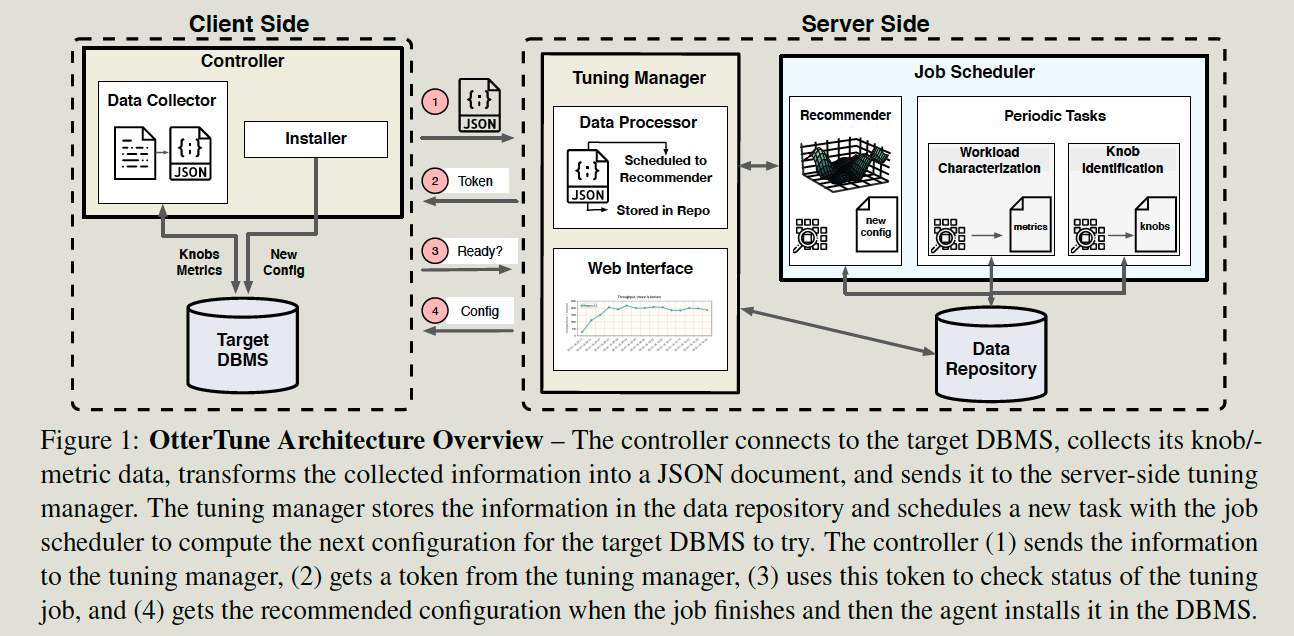 Client Side
Server Side
Controller
Data Collector
{;}
JSON
Installer
Knobs
Metrics
New
Config
Target
DBMS
1
{;}
JSON
2 Token
3 Ready?
4 Config
Tuning Manager
Data Processor
{;}
JSON
Scheduled to
Recommender
Stored in Repo
Web Interface
Job Scheduler
Recommender
new
config
Periodic Tasks
Workload
Characterization
metrics
Knob
Identification
knobs
Data
Repository
Figure 1: OtterTune Architecture Overview – The controller connects to the target DBMS, collects its knob/-
metric data, transforms the collected information into a JSON document, and sends it to the server-side tuning
manager. The tuning manager stores the information in the data repository and schedules a new task with the job
scheduler to compute the next configuration for the target DBMS to try. The controller (1) sends the information
to the tuning manager, (2) gets a token from the tuning manager, (3) uses this token to check status of the tuning
job, and (4) gets the recommended configuration when the job finishes and then the agent installs it in the DBMS.